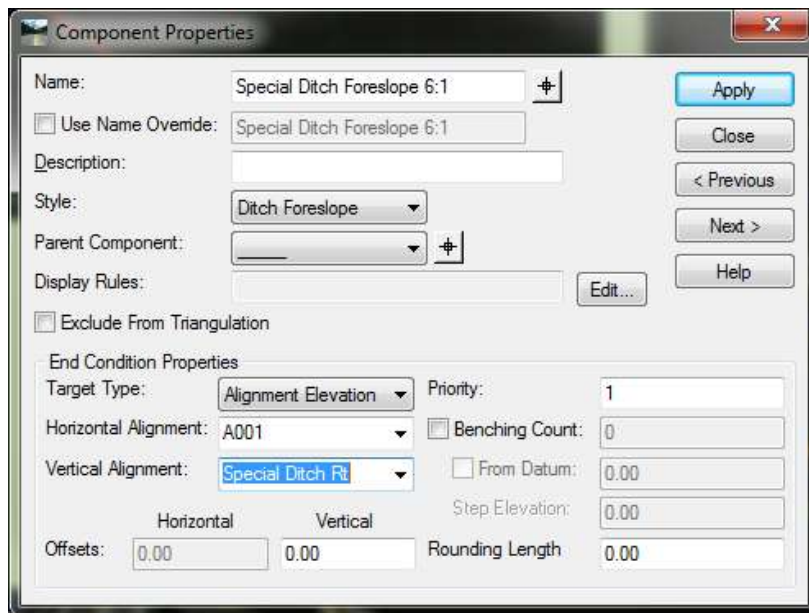 Component Properties
Name: Special Ditch Foreslope 6:1 Apply
Use Name Override: Special Ditch Foreslope 6:1 Close
Description: < Previous
Style: Ditch Foreslope Next >
Parent Component: _____
Display Rules: Edit... Help
Exclude From Triangulation
End Condition Properties
Target Type: Alignment Elevation Priority: 1
Horizontal Alignment: A001 Benching Count: 0
Vertical Alignment: Special Ditch Rt From Datum: 0.00
Step Elevation: 0.00
Horizontal Vertical
Offsets: 0.00 0.00 Rounding Length 0.00